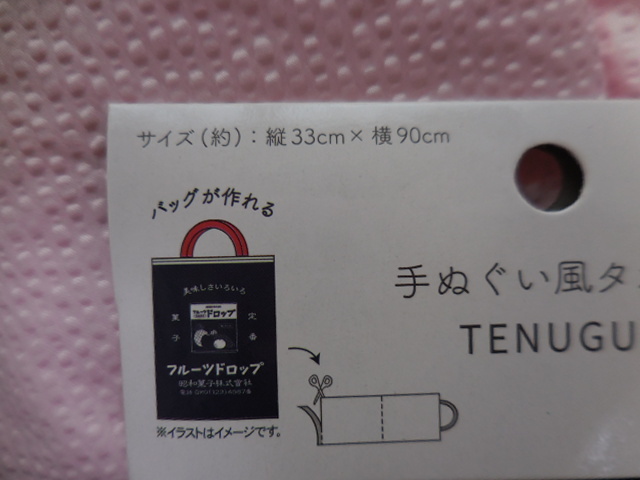 サイズ(約):縦33cm×横90cm
バッグが作れる
手ぬぐい風タ
TENUGU
美味しさいろいろ
菓子
定番
フルーツ
ドロップ
フルーツドロップ
昭和菓子株式会社
※イラストはイメージです。